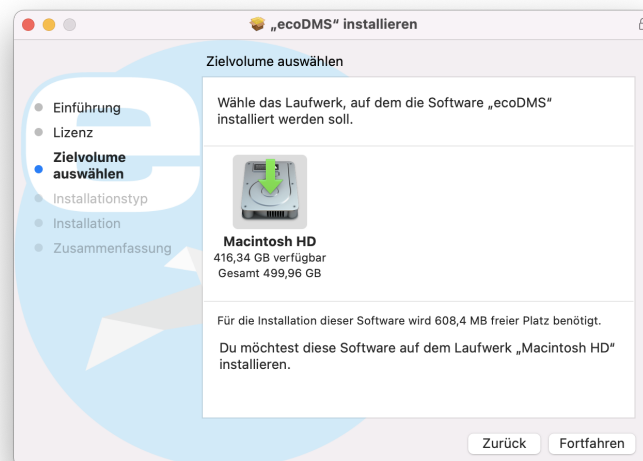 „ecoDMS“ installieren
Zielvolume auswählen
Einführung
Lizenz
Zielvolume
auswählen
Installationstyp
Installation
Zusammenfassung
Wähle das Laufwerk, auf dem die Software „ecoDMS“
installiert werden soll.
Macintosh HD
416,34 GB verfügbar
Gesamt 499,96 GB
Für die Installation dieser Software wird 608,4 MB freier Platz benötigt.
Du möchtest diese Software auf dem Laufwerk „Macintosh HD“
installieren.
Zurück
Fortfahren